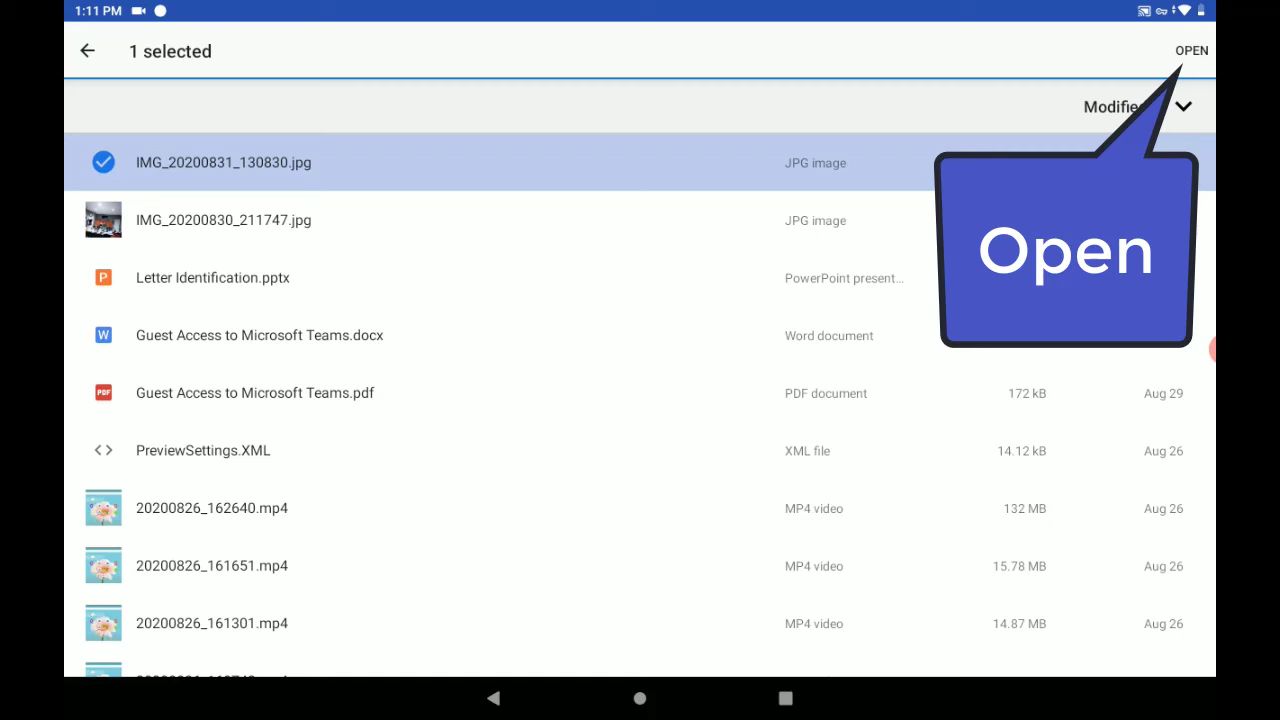 1:11 PM
1 selected
OPEN
Modified
IMG_20200831_130830.jpg JPG image
IMG_20200830_211747.jpg JPG image
Open
P Letter Identification.pptx PowerPoint present...
W Guest Access to Microsoft Teams.docx Word document
PDF Guest Access to Microsoft Teams.pdf PDF document 172 kB Aug 29
<> PreviewSettings.XML XML file 14.12 kB Aug 26
20200826_162640.mp4 MP4 video 132 MB Aug 26
20200826_161651.mp4 MP4 video 15.78 MB Aug 26
20200826_161301.mp4 MP4 video 14.87 MB Aug 26